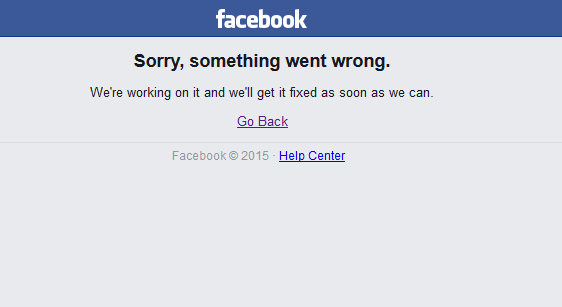 facebook
Sorry, something went wrong.
We're working on it and we'll get it fixed as soon as we can.
Go Back
Facebook © 2015 · Help Center